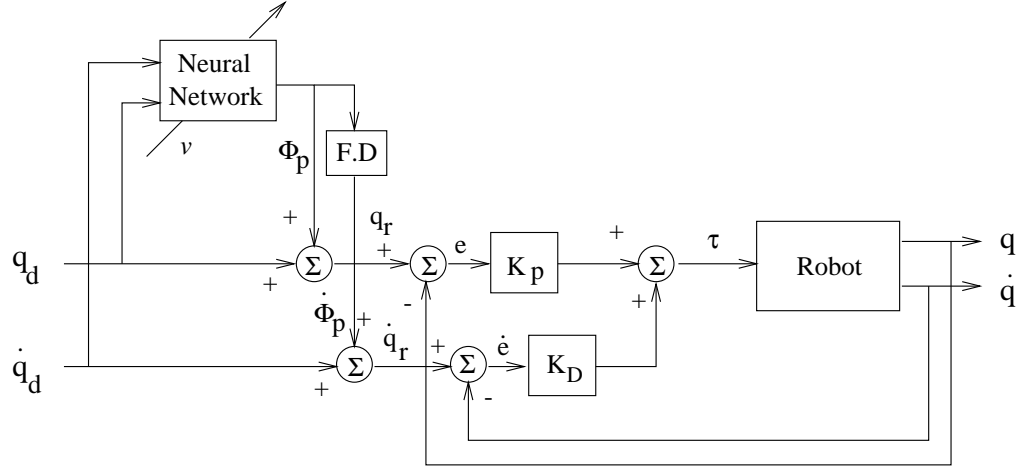 Neural
Network
ν
Φp
F.D
+
qr
+
qd
Σ
+
Σ
e
Kp
+
Σ
τ
Robot
q
q̇
-
+
Φ̇p
+
q̇r
+
ė
q̇d
Σ
+
Σ
KD
-